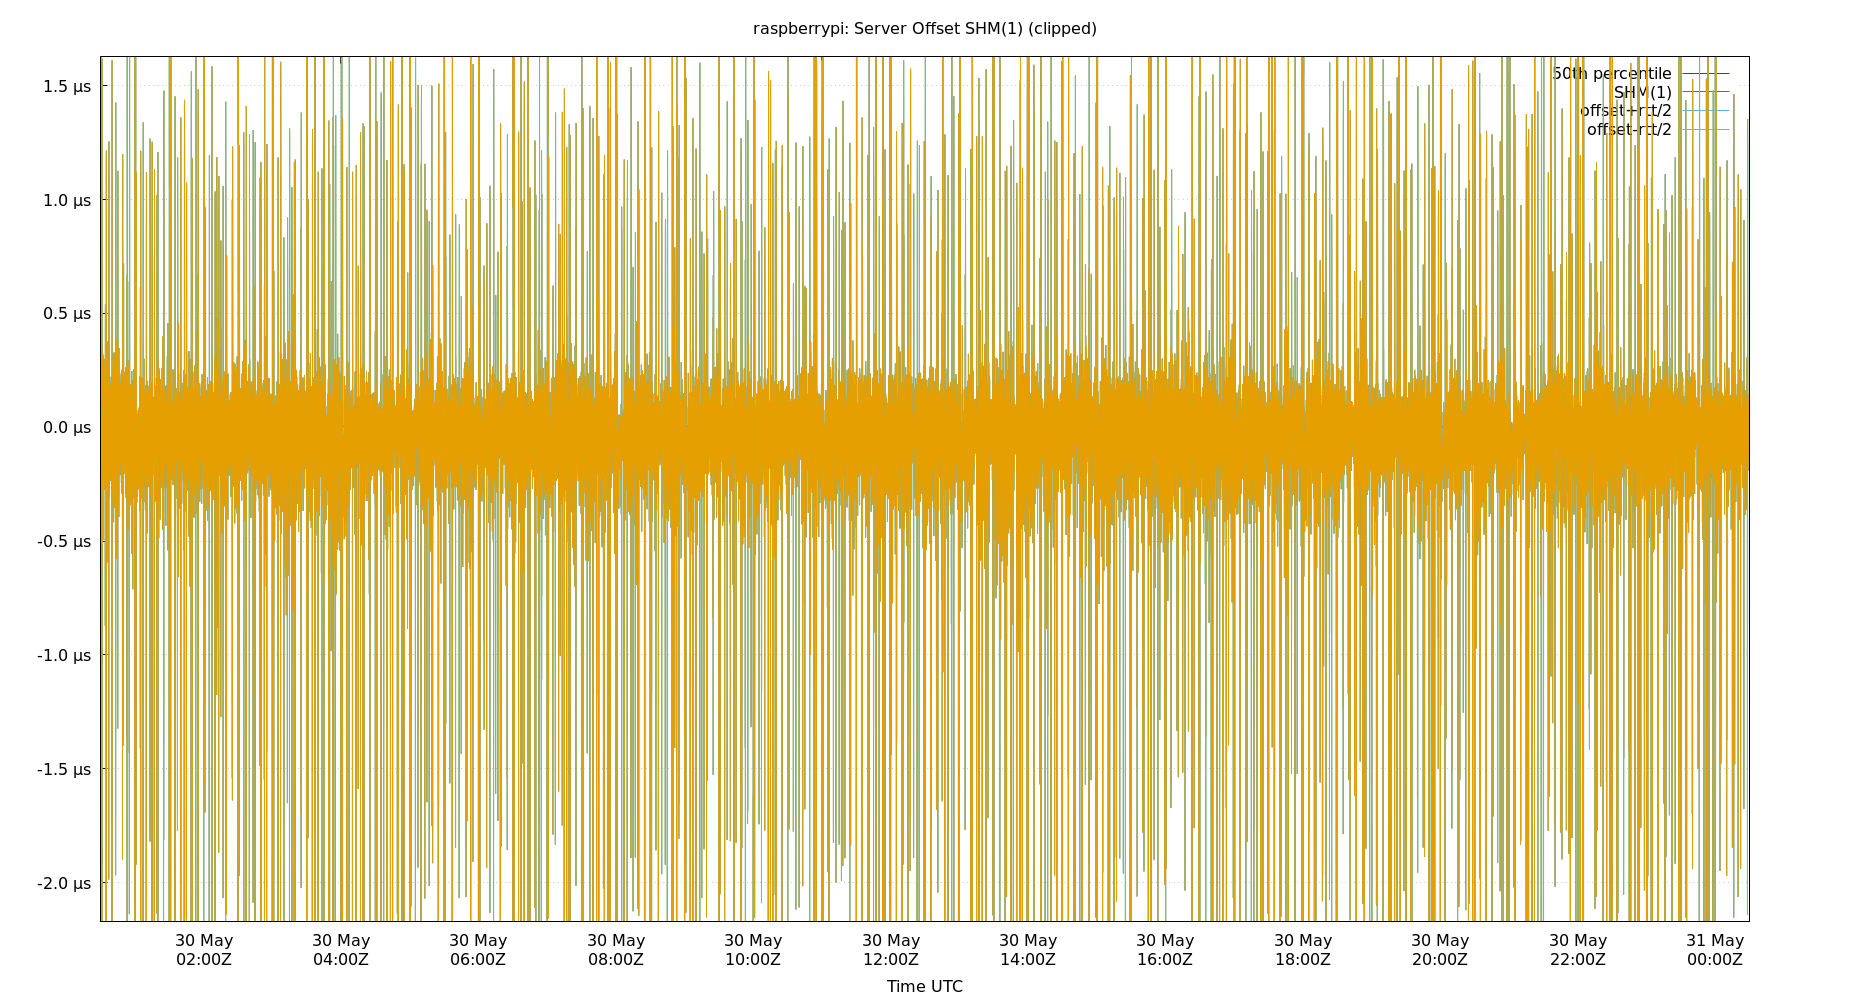 raspberrypi: Server Offset SHM(1) (clipped)
50th percentile
SHM(1)
offset+rtt/2
offset-rtt/2
1.5 µs
1.0 µs
0.5 µs
0.0 µs
-0.5 µs
-1.0 µs
-1.5 µs
-2.0 µs
30 May 30 May 30 May 30 May 30 May 30 May 30 May 30 May 30 May 30 May 30 May 31 May
02:00Z 04:00Z 06:00Z 08:00Z 10:00Z 12:00Z 14:00Z 16:00Z 18:00Z 20:00Z 22:00Z 00:00Z
Time UTC